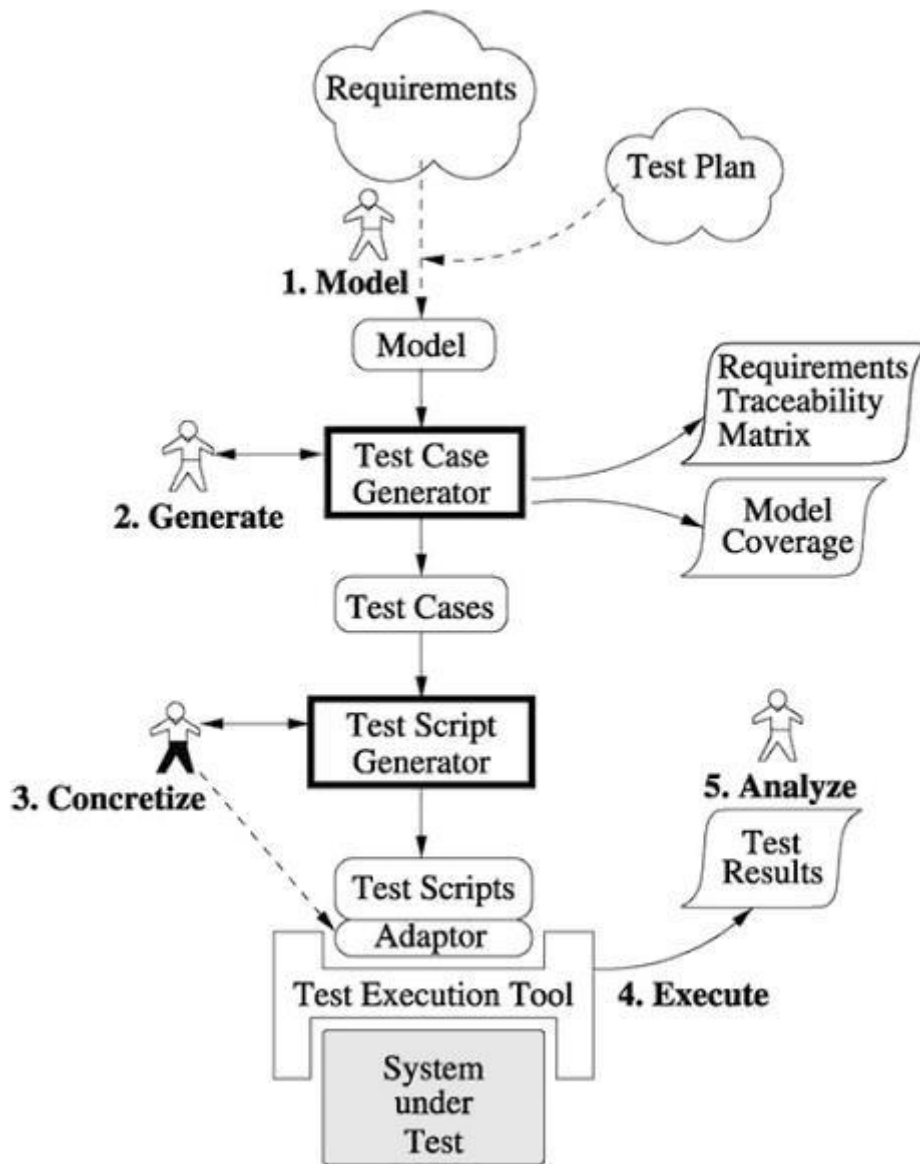 Requirements
Test Plan
1. Model
Model
Requirements
Traceability
Matrix
Test Case
Generator
2. Generate
Model
Coverage
Test Cases
Test Script
Generator
3. Concretize
5. Analyze
Test
Results
Test Scripts
Adaptor
Test Execution Tool
4. Execute
System
under
Test